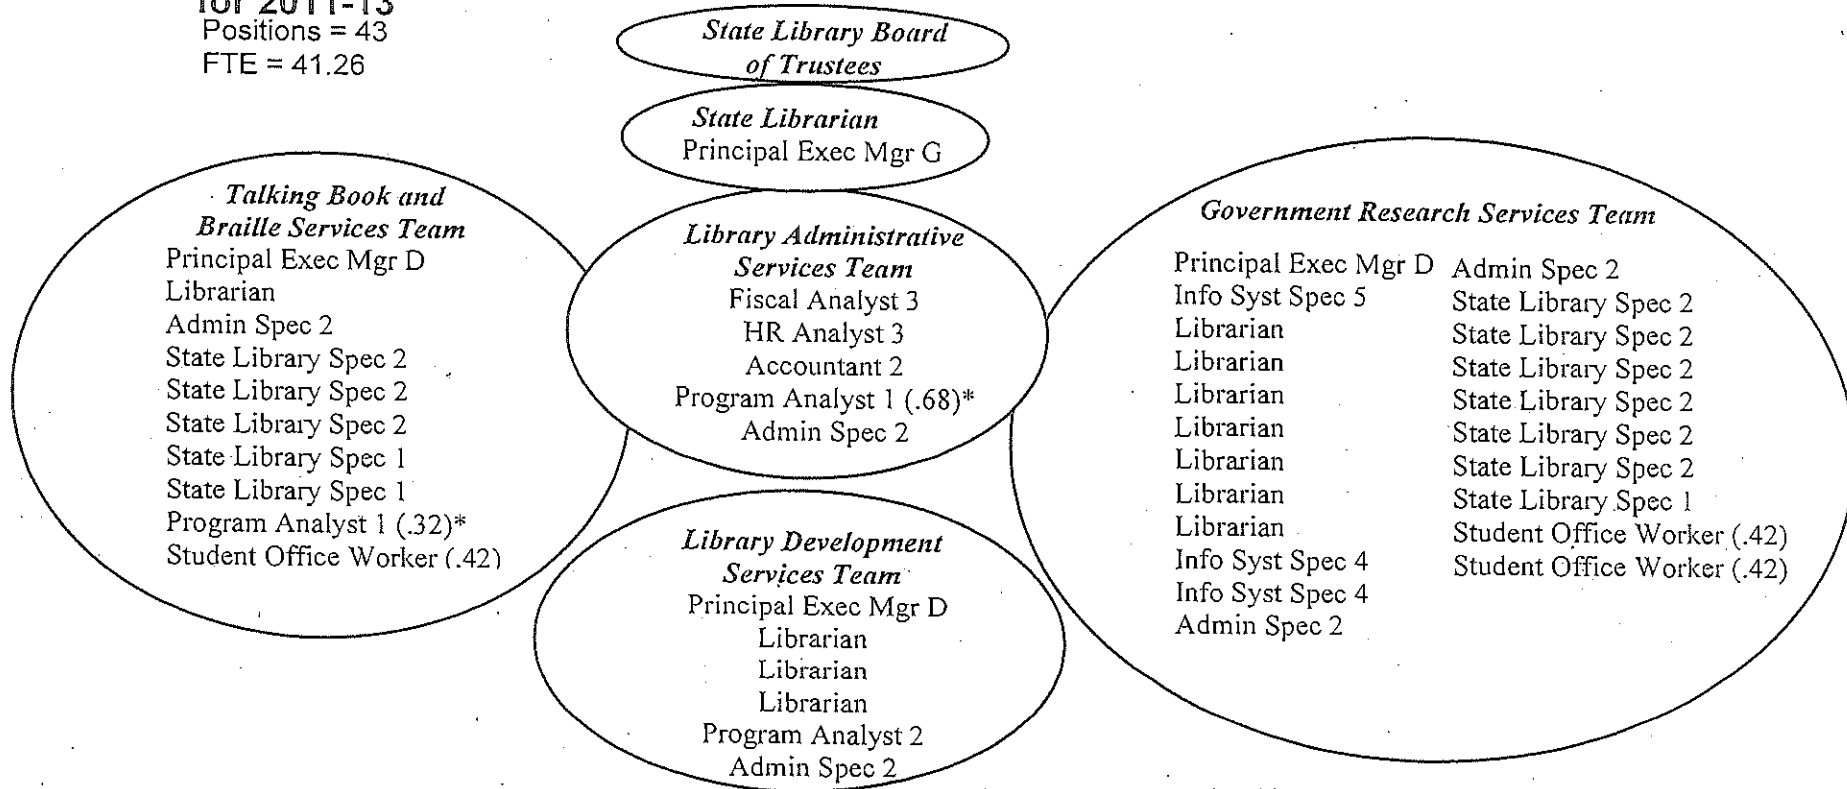 for 2011-13
Positions = 43
FTE = 41.26
State Library Board
of Trustees
State Librarian
Principal Exec Mgr G
Talking Book and
Braille Services Team
Principal Exec Mgr D
Librarian
Admin Spec 2
State Library Spec 2
State Library Spec 2
State Library Spec 2
State Library Spec 1
State Library Spec 1
Program Analyst 1 (.32)*
Student Office Worker (.42)
Library Administrative
Services Team
Fiscal Analyst 3
HR Analyst 3
Accountant 2
Program Analyst 1 (.68)*
Admin Spec 2
Library Development
Services Team
Principal Exec Mgr D
Librarian
Librarian
Librarian
Program Analyst 2
Admin Spec 2
Government Research Services Team
Principal Exec Mgr D
Info Syst Spec 5
Librarian
Librarian
Librarian
Librarian
Librarian
Librarian
Librarian
Info Syst Spec 4
Info Syst Spec 4
Admin Spec 2
Admin Spec 2
State Library Spec 2
State Library Spec 2
State Library Spec 2
State Library Spec 2
State Library Spec 2
State Library Spec 2
State Library Spec 1
Student Office Worker (.42)
Student Office Worker (.42)